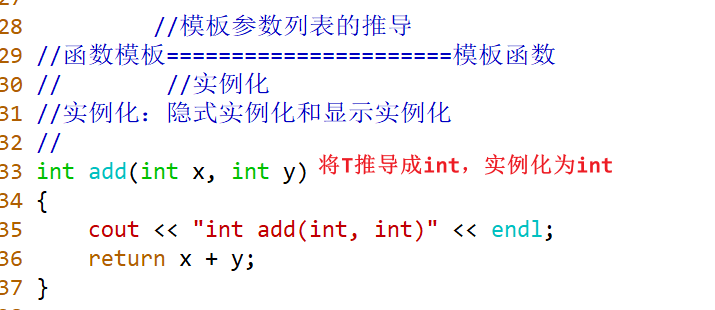 28 //模板参数列表的推导
29 //函数模板======================模板函数
30 // //实例化
31 //实例化：隐式实例化和显示实例化
32 //
33 int add(int x, int y) 将T推导成int，实例化为int
34 {
35 cout << "int add(int, int)" << endl;
36 return x + y;
37 }